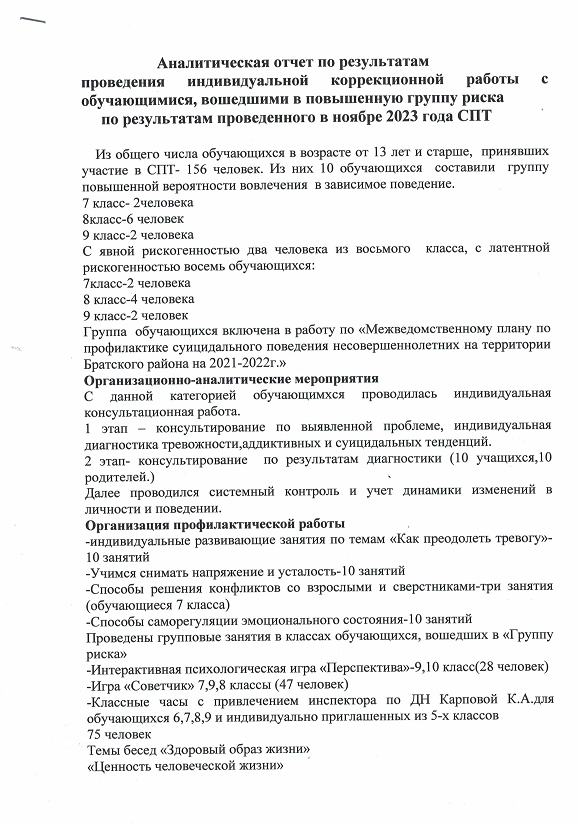 Аналитическая отчет по результатам
проведения индивидуальной коррекционной работы с
обучающимися, вошедшими в повышенную группу риска
по результатам проведенного в ноябре 2023 года СПТ
Из общего числа обучающихся в возрасте от 13 лет и старше, принявших
участие в СПТ- 156 человек. Из них 10 обучающихся составили группу
повышенной вероятности вовлечения в зависимое поведение.
7 класс- 2человека
8класс-6 человек
9 класс-2 человека
С явной рискогенностью два человека из восьмого класса, с латентной
рискогенностью восемь обучающихся:
7класс-2 человека
8 класс-4 человека
9 класс-2 человек
Группа обучающихся включена в работу по «Межведомственному плану по
профилактике суицидального поведения несовершеннолетних на территории
Братского района на 2021-2022г.»
Организационно-аналитические мероприятия
С данной категорией обучающимхся проводилась индивидуальная
консультационная работа.
1 этап – консультирование по выявленной проблеме, индивидуальная
диагностика тревожности,аддиктивных и суицидальных тенденций.
2 этап- консультирование по результатам диагностики (10 учащихся,10
родителей.)
Далее проводился системный контроль и учет динамики изменений в
личности и поведении.
Организация профилактической работы
-индивидуальные развивающие занятия по темам «Как преодолеть тревогу»-
10 занятий
-Учимся снимать напряжение и усталость-10 занятий
-Способы решения конфликтов со взрослыми и сверстниками-три занятия
(обучающиеся 7 класса)
-Способы саморегуляции эмоционального состояния-10 занятий
Проведены групповые занятия в классах обучающихся, вошедших в «Группу
риска»
-Интерактивная психологическая игра «Перспектива»-9,10 класс(28 человек)
-Игра «Советчик» 7,9,8 классы (47 человек)
-Классные часы с привлечением инспектора по ДН Карповой К.А.для
обучающихся 6,7,8,9 и индивидуально приглашенных из 5-х классов
75 человек
Темы бесед «Здоровый образ жизни»
«Ценность человеческой жизни»